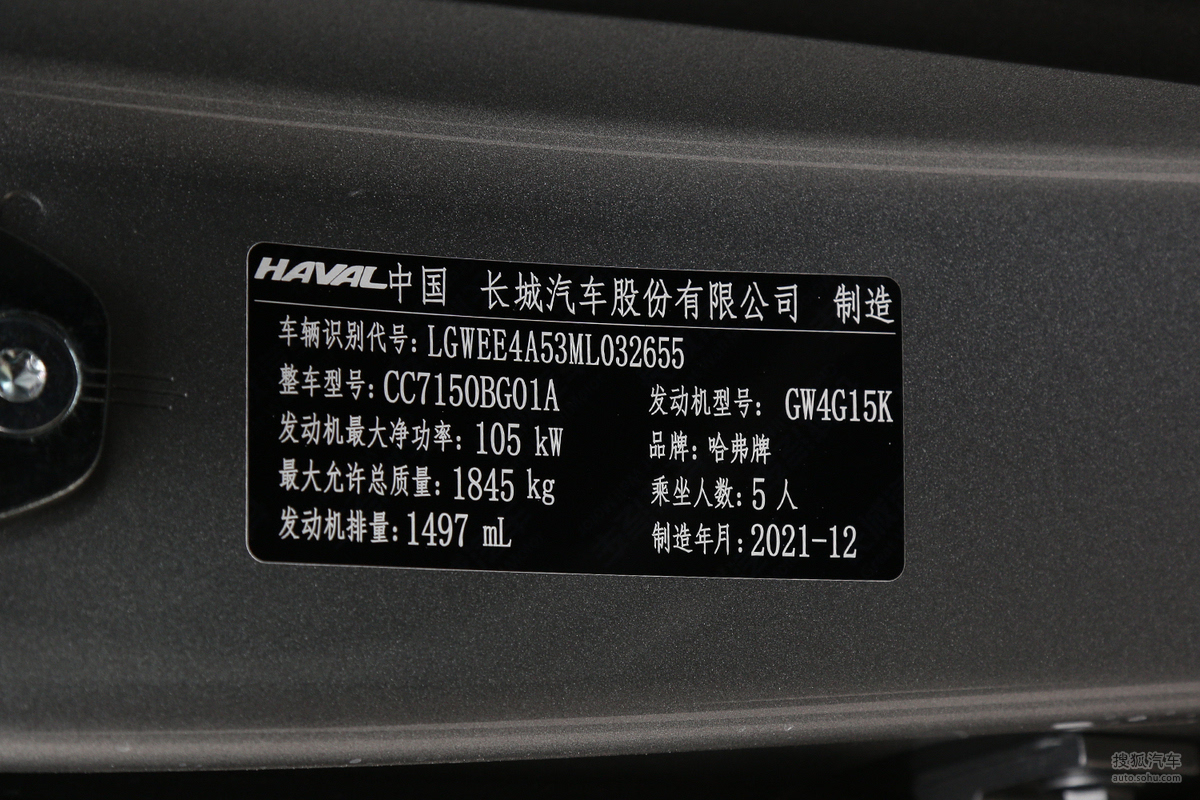 HAVAL中国 长城汽车股份有限公司 制造
车辆识别代号: LGWEE4A53ML032655
整车型号: CC7150BG01A 发动机型号: GW4G15K
发动机最大净功率: 105 kW 品牌: 哈弗牌
最大允许总质量: 1845 kg 乘坐人数: 5 人
发动机排量: 1497 mL 制造年月: 2021-12
搜狐汽车
auto.sohu.com